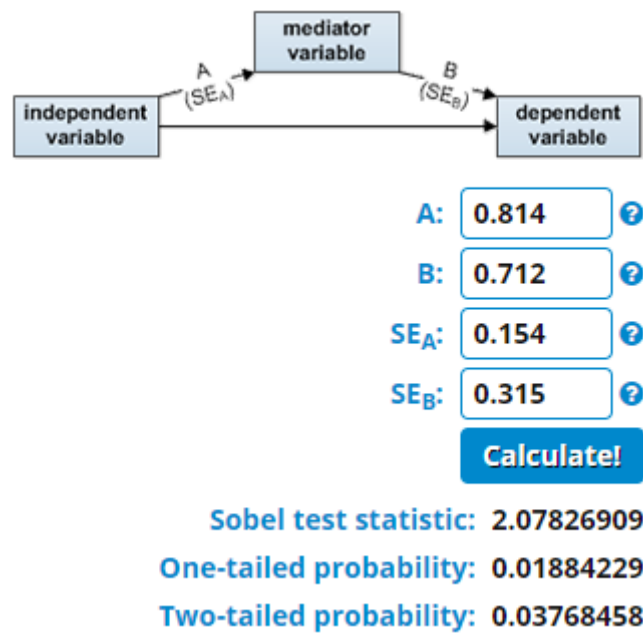 mediator
variable
A
(SEA)
B
(SEB)
independent
variable
dependent
variable
A: 0.814 ?
B: 0.712 ?
SEA: 0.154 ?
SEB: 0.315 ?
Calculate!
Sobel test statistic: 2.07826909
One-tailed probability: 0.01884229
Two-tailed probability: 0.03768458